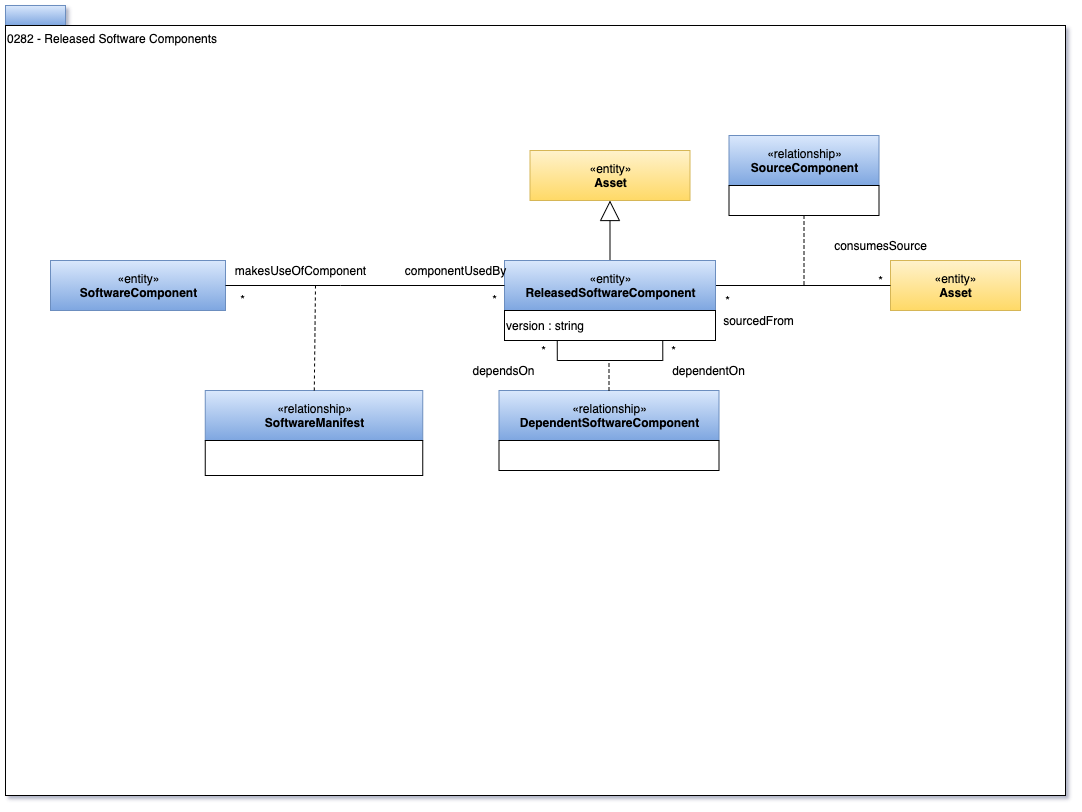 0282 - Released Software Components
«relationship»
SourceComponent
«entity»
Asset
consumesSource
makesUseOfComponent
componentUsedBy
«entity»
SoftwareComponent
*
*
«entity»
ReleasedSoftwareComponent
version : string
*
*
«entity»
Asset
sourcedFrom
*
*
dependsOn
dependentOn
«relationship»
SoftwareManifest
«relationship»
DependentSoftwareComponent